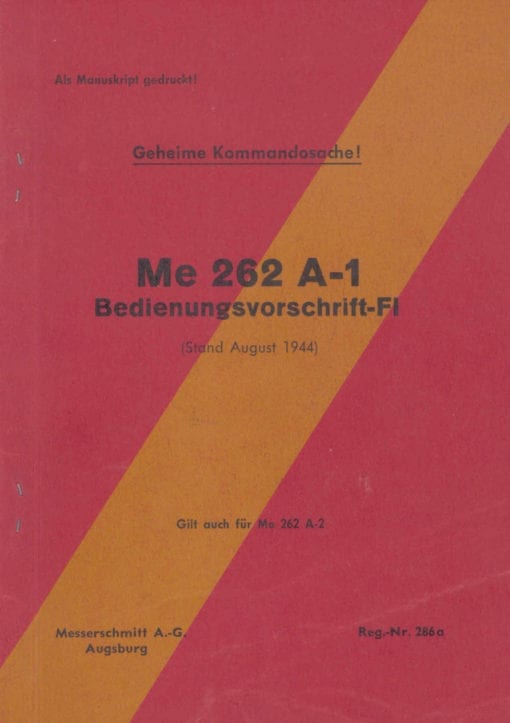 Als Manuskript gedruckt!
Geheime Kommandosache!
Me 262 A-1
Bedienungsvorschrift-Fl
(Stand August 1944)
Gilt auch für Me 262 A-2
Messerschmitt A.-G.
Augsburg
Reg.-Nr. 286a